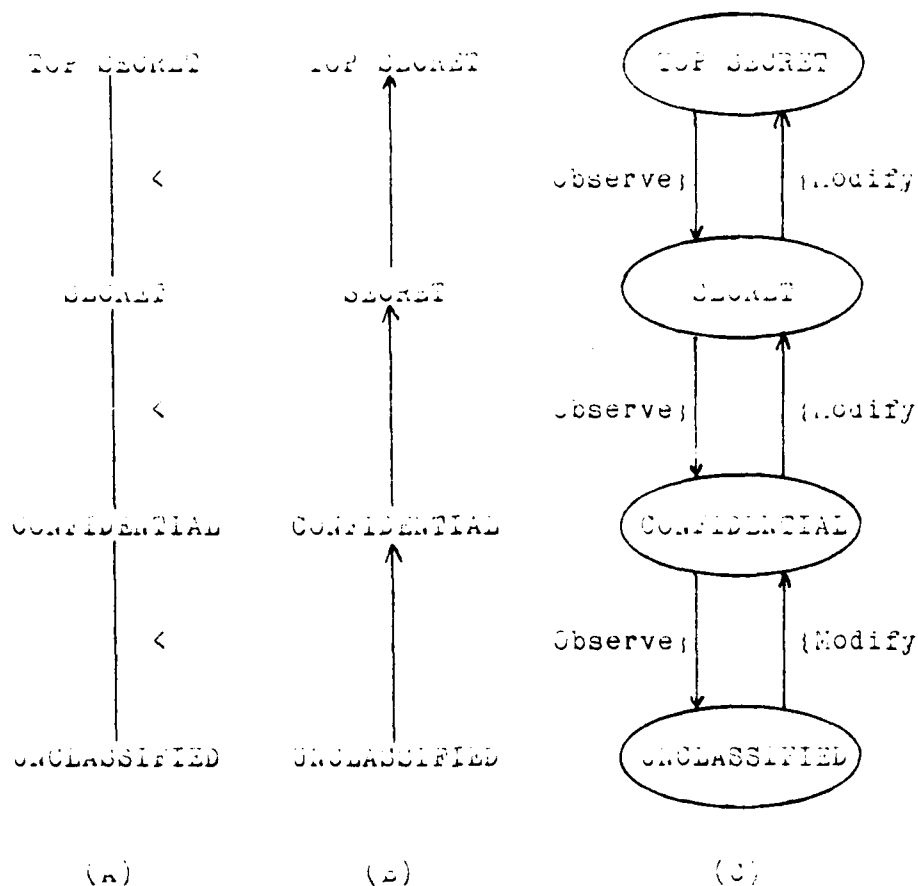 TOP SECRET TOP SECRET TOP SECRET
< Observe} {Modify
SECRET SECRET SECRET
< Observe} {Modify
CONFIDENTIAL CONFIDENTIAL CONFIDENTIAL
< Observe} {Modify
UNCLASSIFIED UNCLASSIFIED UNCLASSIFIED
(A) (B) (C)